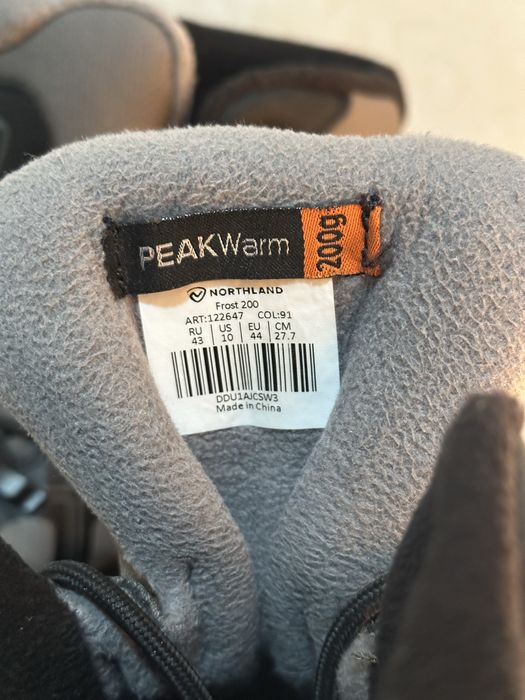 PEAKWarm 200g
NORTHLAND
Frost 200
ART:122647 COL:91
RU US EU CM
43 10 44 27.7
DDU1AJCSW3
Made in China